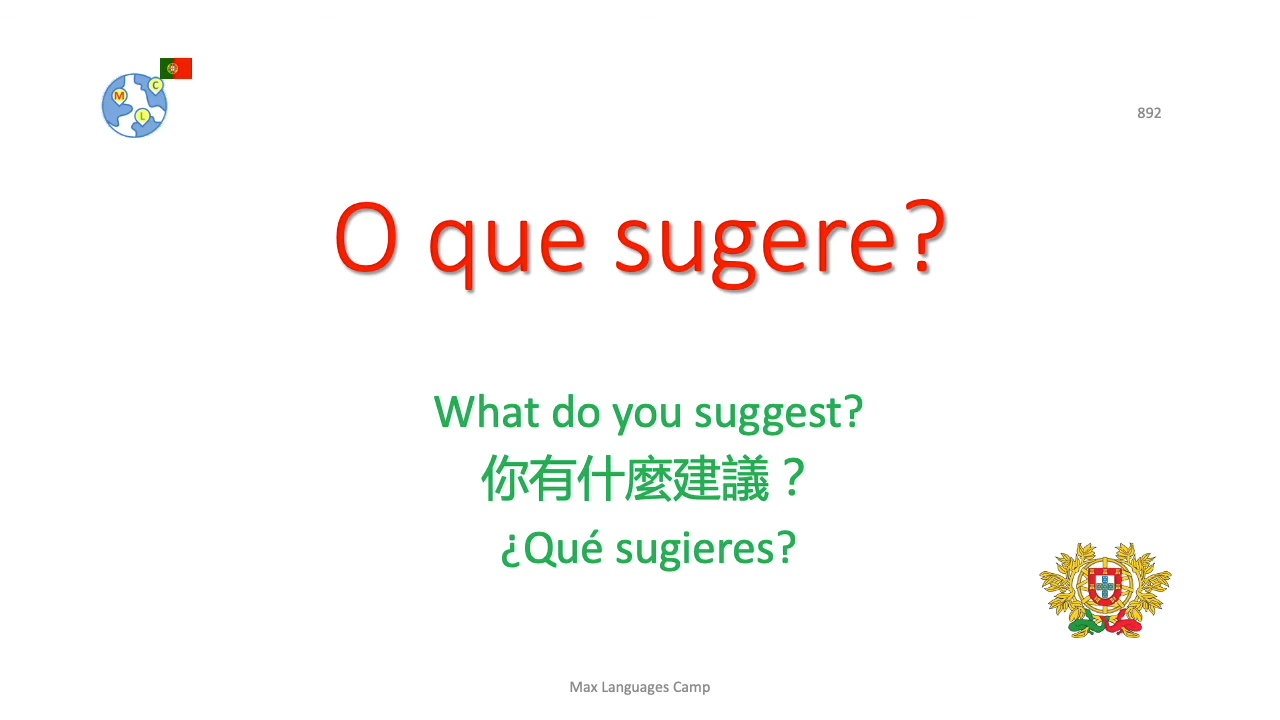 M C L
892
O que sugere?
What do you suggest?
你有什麼建議？
¿Qué sugieres?
Max Languages Camp